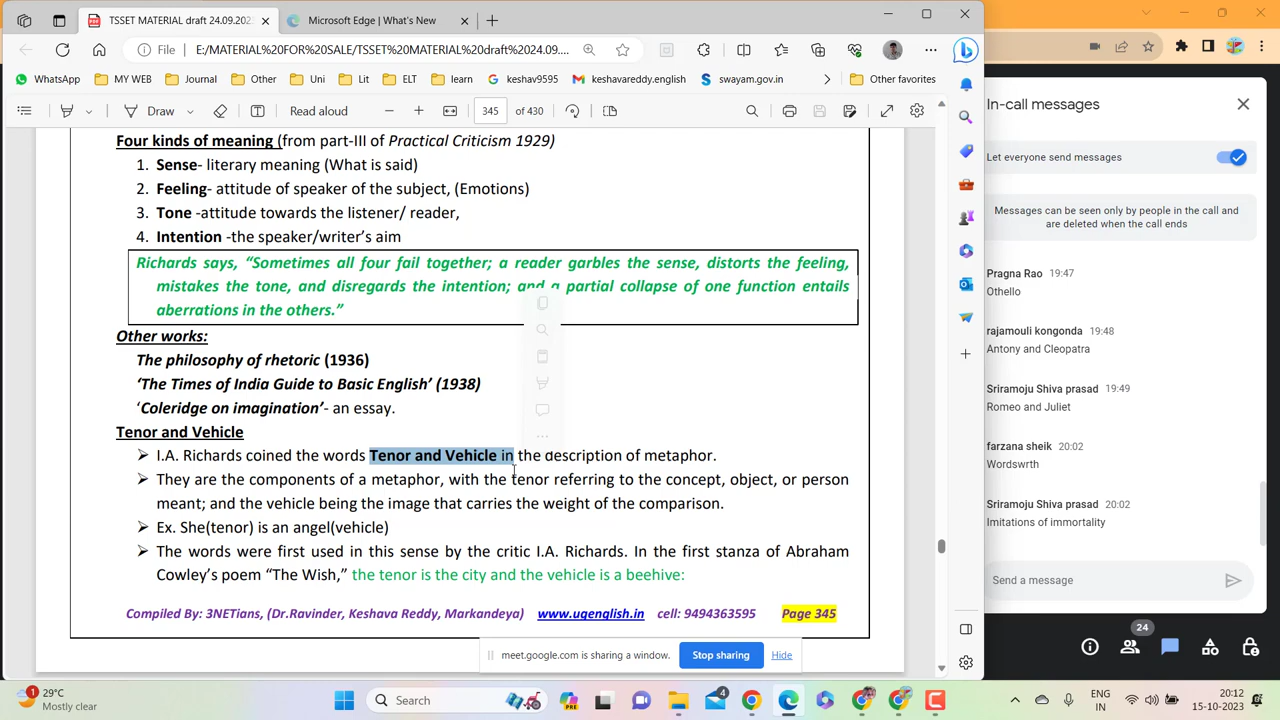 TSSET MATERIAL draft 24.09.202
Microsoft Edge | What's New
File
E:/MATERIAL%20FOR%20SALE/TSSET%20MATERIAL%20draft%2024.09....
WhatsApp
MY WEB
Journal
Other
Uni
Lit
ELT
learn
keshav9595
keshavareddy.english
swayam.gov.in
Other favorites
Draw
Read aloud
345
of 430
Four kinds of meaning (from part-III of Practical Criticism 1929)
1. Sense- literary meaning (What is said)
2. Feeling- attitude of speaker of the subject, (Emotions)
3. Tone -attitude towards the listener/ reader,
4. Intention -the speaker/writer's aim
Richards says, “Sometimes all four fail together; a reader garbles the sense, distorts the feeling,
mistakes the tone, and disregards the intention; and a partial collapse of one function entails
aberrations in the others.”
Other works:
The philosophy of rhetoric (1936)
‘The Times of India Guide to Basic English’ (1938)
‘Coleridge on imagination’- an essay.
Tenor and Vehicle
➢ I.A. Richards coined the words Tenor and Vehicle in the description of metaphor.
➢ They are the components of a metaphor, with the tenor referring to the concept, object, or person
meant; and the vehicle being the image that carries the weight of the comparison.
➢ Ex. She(tenor) is an angel(vehicle)
➢ The words were first used in this sense by the critic I.A. Richards. In the first stanza of Abraham
Cowley's poem “The Wish,” the tenor is the city and the vehicle is a beehive:
Compiled By: 3NETians, (Dr.Ravinder, Keshava Reddy, Markandeya) www.ugenglish.in cell: 9494363595 Page 345
meet.google.com is sharing a window.
Stop sharing
Hide
In-call messages
Let everyone send messages
Messages can be seen only by people in the call and
are deleted when the call ends
Pragna Rao 19:47
Othello
rajamouli kongonda 19:48
Antony and Cleopatra
Sriramoju Shiva prasad 19:49
Romeo and Juliet
farzana sheik 20:02
Wordswrth
Sriramoju Shiva prasad 20:02
Imitations of immortality
Send a message
24
1
29°C
Mostly clear
Search
PRE
4
ENG
IN
20:12
15-10-2023